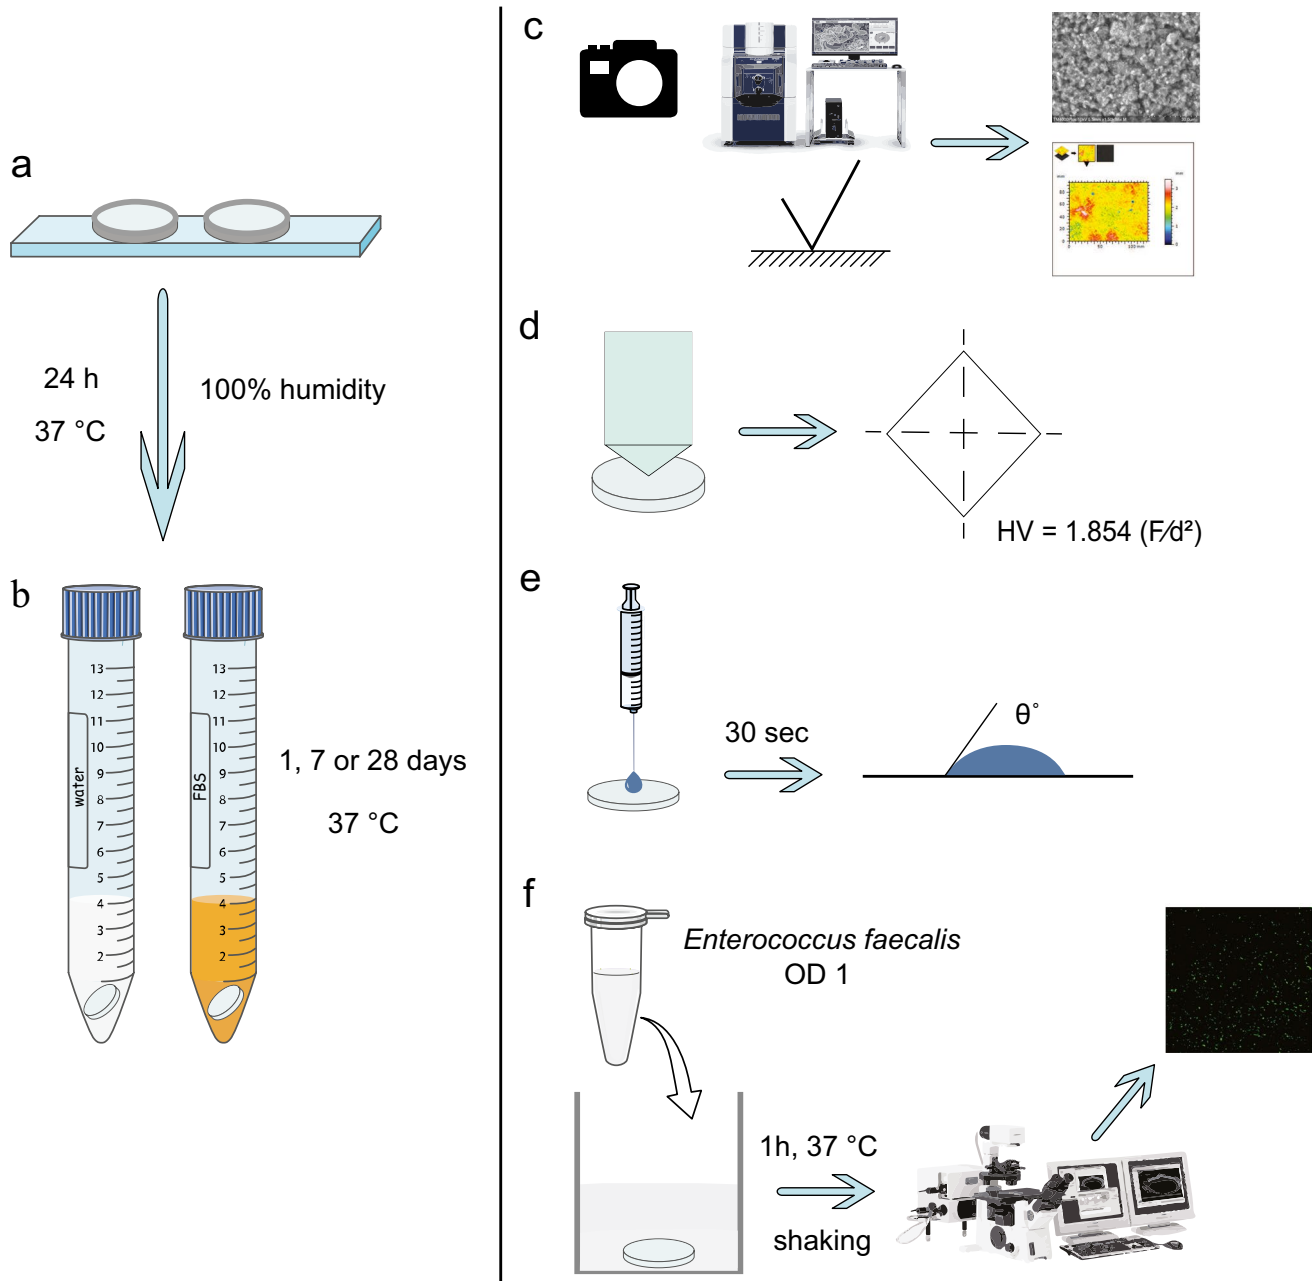 a
24 h
37 °C
100% humidity
b
13
12
11
10
9
8
7
6
5
4
3
2
water
13
12
11
10
9
8
7
6
5
4
3
2
FBS
1, 7 or 28 days
37 °C
c
d
HV = 1.854 (F/d²)
e
30 sec
θ°
f
Enterococcus faecalis
OD 1
1h, 37 °C
shaking